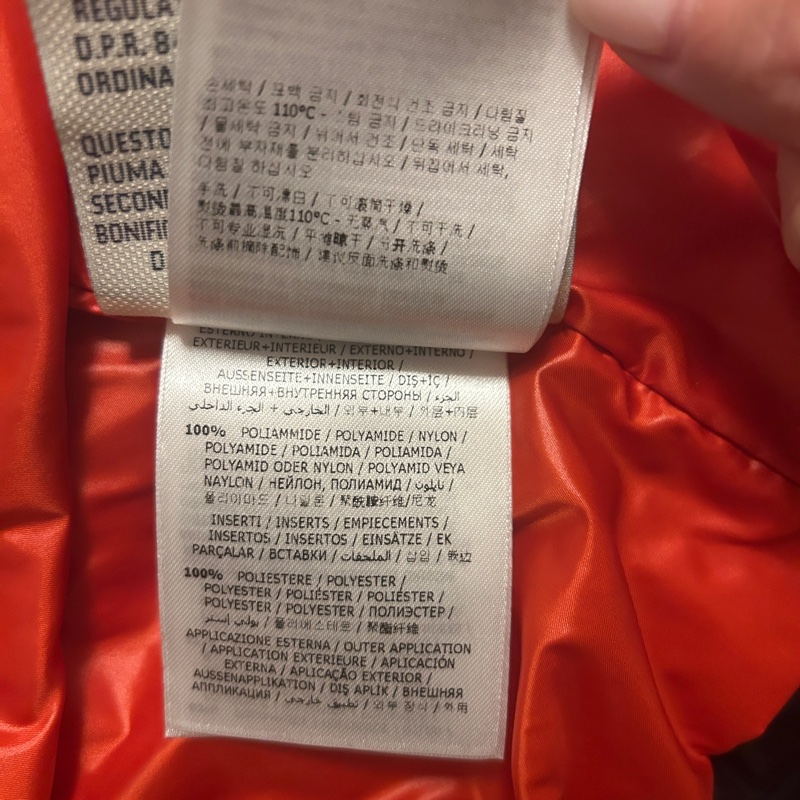 REGULA
D.P.R. 8
ORDINA
QUESTO
PIUMA
SECON
BONIFI
D
손세탁 / 표백 금지 / 회전식 건조 금지 / 다림질
최고온도 110°C - 스팀 금지 / 드라이크리닝 금지
/ 물세탁 금지 / 뉘어서 건조 / 단독 세탁 / 세탁
전에 부자재를 분리하십시오 / 뒤집어서 세탁,
다림질 하십시오
手洗 / 不可漂白 / 不可滚筒干燥 /
熨烫最高温度110°C - 无蒸气 / 不可干洗 /
不可专业湿洗 / 平摊晾干 / 分开洗涤 /
洗涤前摘除配饰 / 建议反面洗涤和熨烫
ESTERNO
EXTERIEUR+INTERIEUR / EXTERNO+INTERNO /
EXTERIOR+INTERIOR /
AUSSENSEITE+INNENSEITE / DIŞ+İÇ /
ВНЕШНЯЯ+ВНУТРЕННЯЯ СТОРОНЫ / الجزء
الخارجي + الجزء الداخلي / 외부+내부 / 外层+内层
100% POLIAMMIDE / POLYAMIDE / NYLON /
POLYAMIDE / POLIAMIDA / POLIAMIDA /
POLYAMID ODER NYLON / POLYAMID VEYA
NAYLON / НЕЙЛОН, ПОЛИАМИД / نايلون /
폴리아마드 / 나일론 / 聚酰胺纤维/尼龙
INSERTI / INSERTS / EMPIECEMENTS /
INSERTOS / INSERTOS / EINSÄTZE / EK
PARÇALAR / ВСТАВКИ / الملحقات / 삽입 / 嵌边
100% POLIESTERE / POLYESTER /
POLYESTER / POLIÉSTER / POLIÉSTER /
POLYESTER / POLYESTER / ПОЛИЭСТЕР /
بولي إستر / 폴리에스테르 / 聚酯纤维
APPLICAZIONE ESTERNA / OUTER APPLICATION
/ APPLICATION EXTERIEURE / APLICACIÓN
EXTERNA / APLICAÇÃO EXTERIOR /
AUSSENAPPLIKATION / DIŞ APLİK / ВНЕШНЯЯ
АППЛИКАЦИЯ / تطبيق خارجي / 외부 장식 / 外用